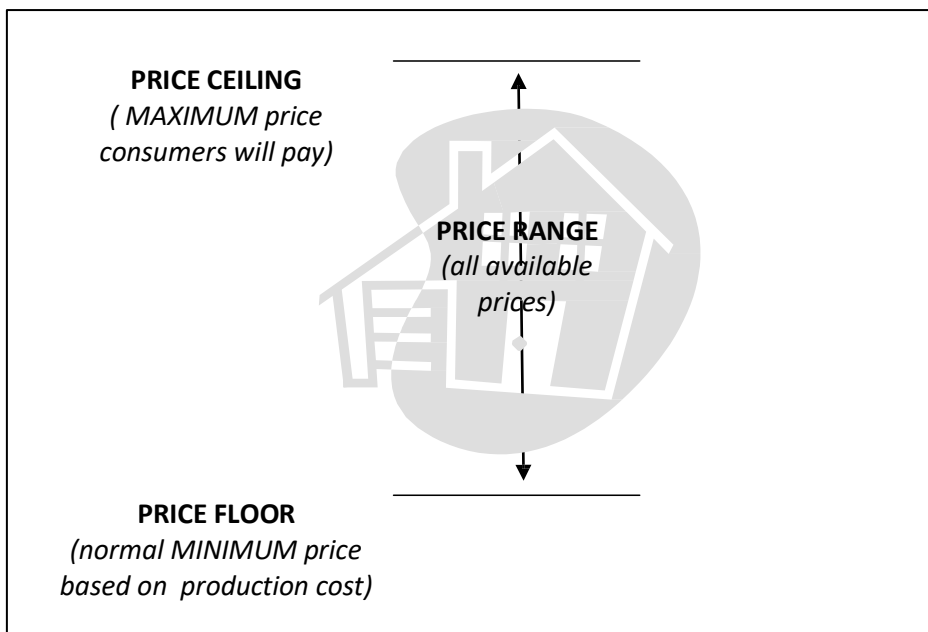 PRICE CEILING
( MAXIMUM price
consumers will pay)
PRICE RANGE
(all available
prices)
PRICE FLOOR
(normal MINIMUM price
based on  production cost)